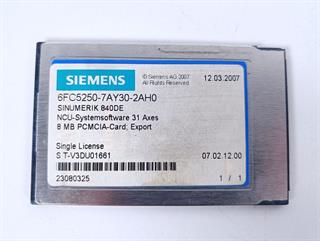 SIEMENS
© Siemens AG 2007
All Rights Reserved
12.03.2007
6FC5250-7AY30-2AH0
SINUMERIK 840DE
NCU-Systemsoftware 31 Axes
8 MB PCMCIA-Card; Export
Single License
S T-V3DU01661
07.02.12.00
23080325
1 / 1